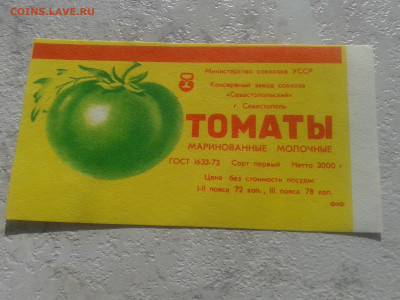 COINS.LAVE.RU
Министерство совхозов УССР
Консервный завод совхоза
«Севастопольский»
г. Севастополь
ТОМАТЫ
МАРИНОВАННЫЕ МОЛОЧНЫЕ
ГОСТ 1633-73 Сорт первый Нетто 3000 г
Цена без стоимости посуды:
I-II пояса 72 коп., III пояса 78 коп.